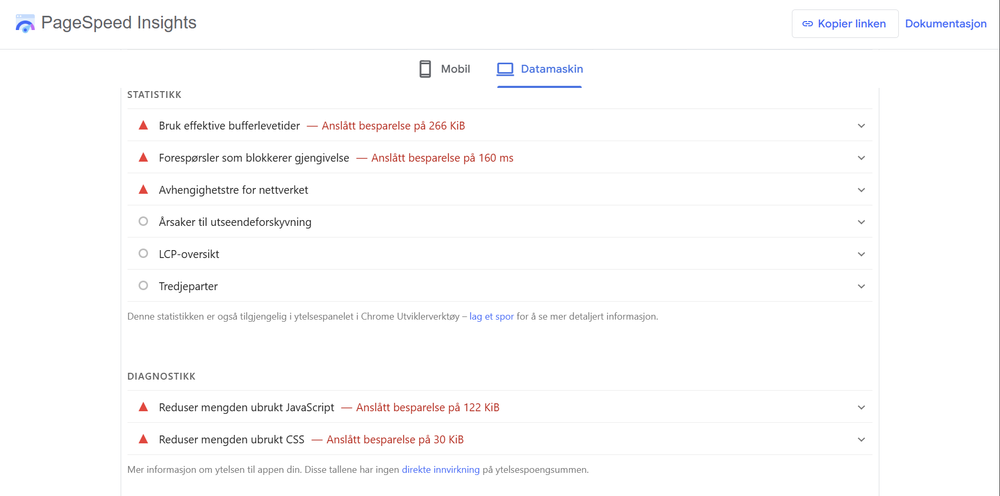 PageSpeed Insights
Kopier linken
Dokumentasjon
Mobil
Datamaskin
STATISTIKK
Bruk effektive bufferlevetider — Anslått besparelse på 266 KiB
Forespørsler som blokkerer gjengivelse — Anslått besparelse på 160 ms
Avhengighetstre for nettverket
Årsaker til utseendeforskyvning
LCP-oversikt
Tredjeparter
Denne statistikken er også tilgjengelig i ytelsespanelet i Chrome Utviklerverktøy – lag et spor for å se mer detaljert informasjon.
DIAGNOSTIKK
Reduser mengden ubrukt JavaScript — Anslått besparelse på 122 KiB
Reduser mengden ubrukt CSS — Anslått besparelse på 30 KiB
Mer informasjon om ytelsen til appen din. Disse tallene har ingen direkte innvirkning på ytelsespoengsummen.